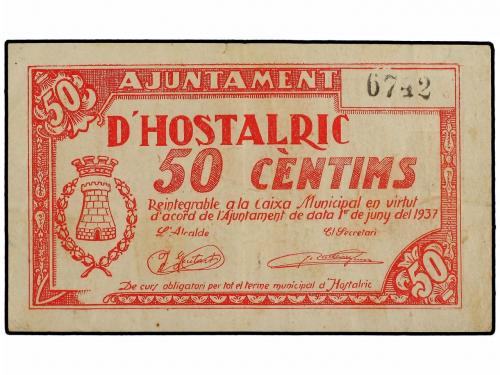 50
AJUNTAMENT
6742
D'HOSTALRIC
50 CÈNTIMS
Reintegrable a la Caixa Municipal en virtut
d'acord de l'Ajuntament de data 1er de juny del 1937
L'Alcalde El Secretari
De curs obligatori per tot el terme municipal d'Hostalric
50